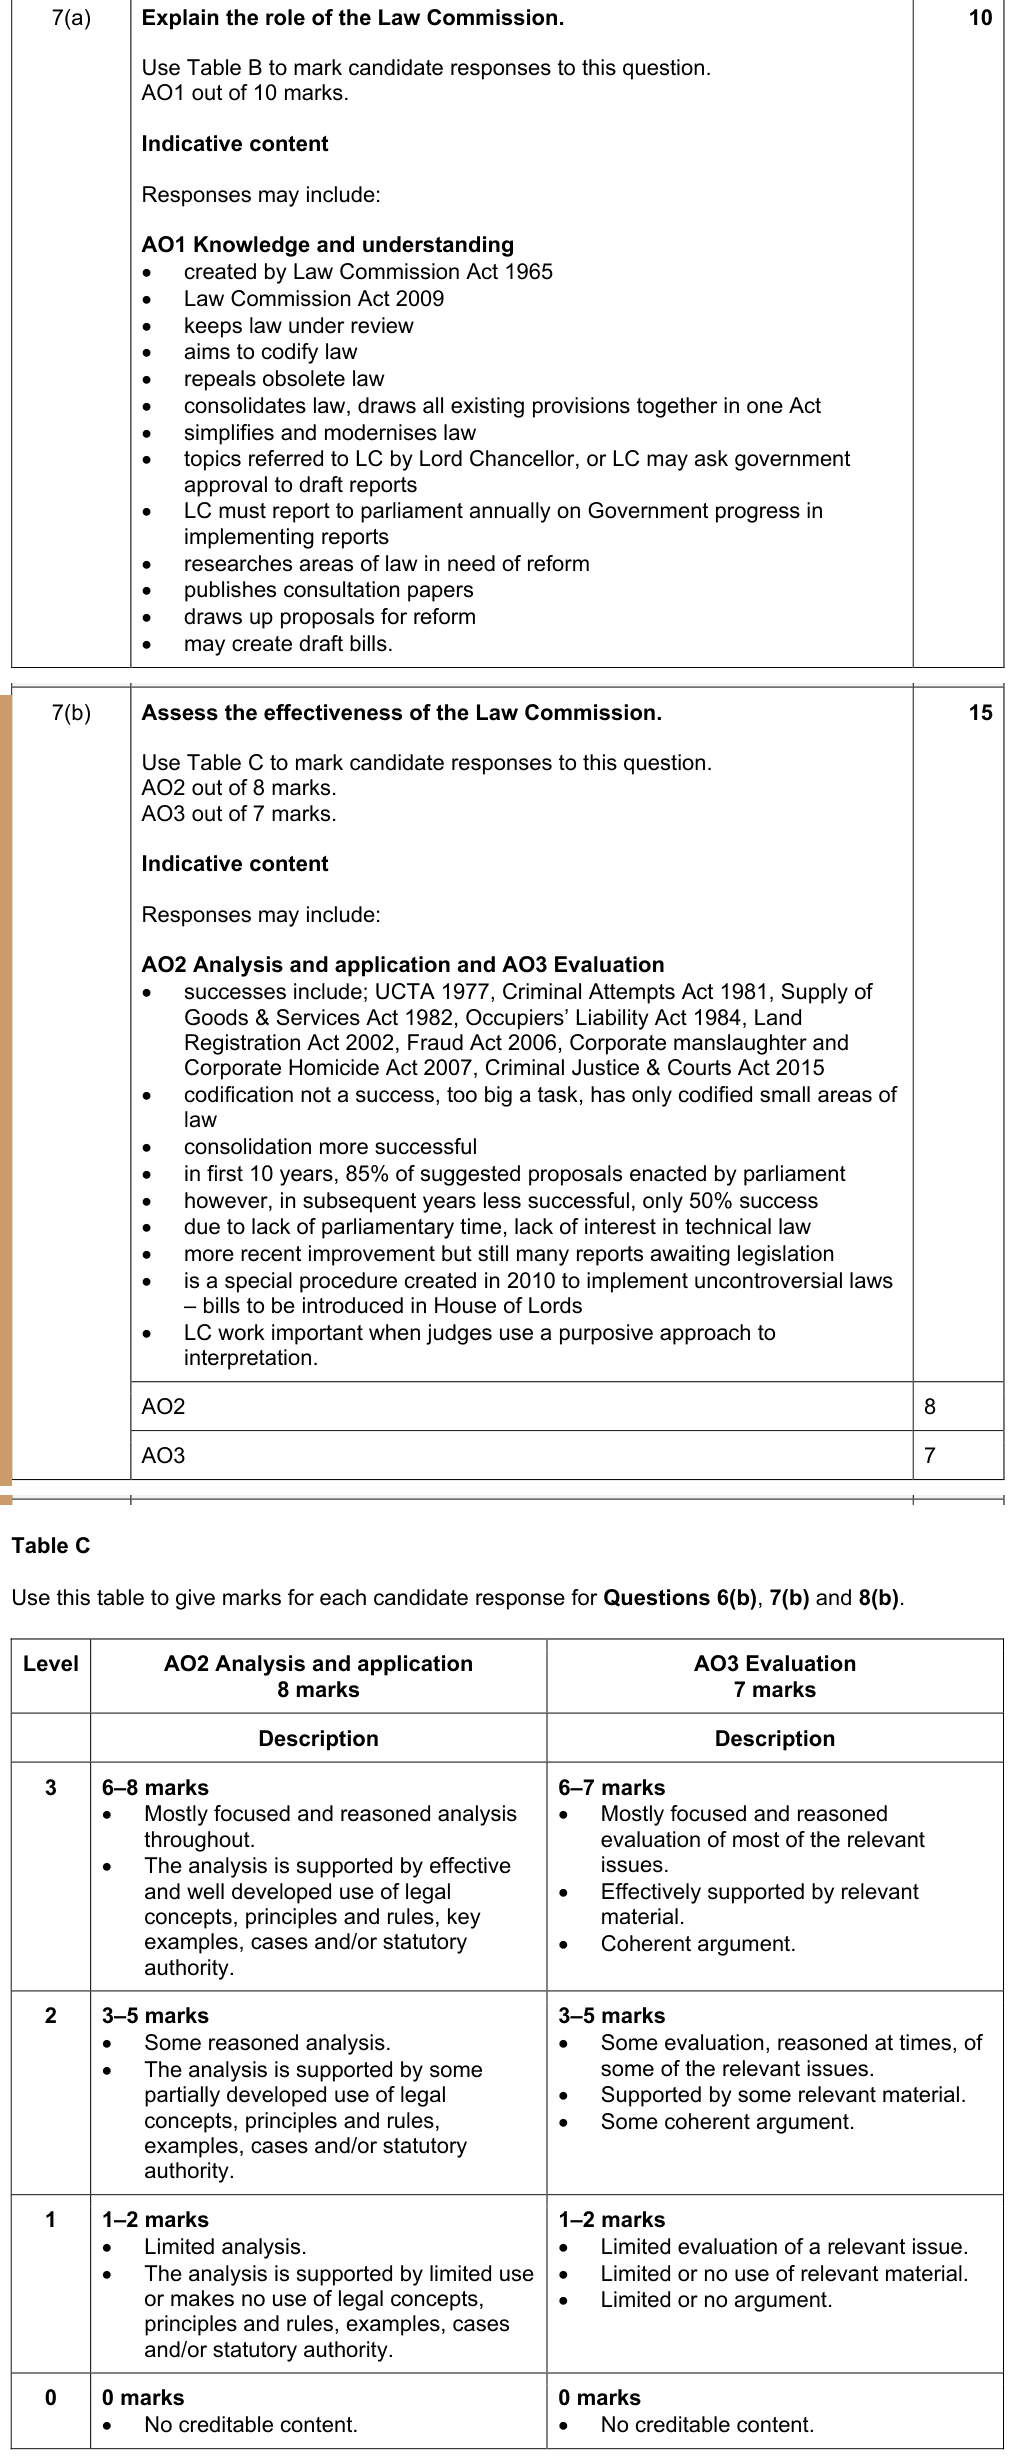 7(a)
Explain the role of the Law Commission.
10
Use Table B to mark candidate responses to this question.
AO1 out of 10 marks.
Indicative content
Responses may include:
AO1 Knowledge and understanding
• created by Law Commission Act 1965
• Law Commission Act 2009
• keeps law under review
• aims to codify law
• repeals obsolete law
• consolidates law, draws all existing provisions together in one Act
• simplifies and modernises law
• topics referred to LC by Lord Chancellor, or LC may ask government
approval to draft reports
• LC must report to parliament annually on Government progress in
implementing reports
• researches areas of law in need of reform
• publishes consultation papers
• draws up proposals for reform
• may create draft bills.
7(b)
Assess the effectiveness of the Law Commission.
15
Use Table C to mark candidate responses to this question.
AO2 out of 8 marks.
AO3 out of 7 marks.
Indicative content
Responses may include:
AO2 Analysis and application and AO3 Evaluation
• successes include; UCTA 1977, Criminal Attempts Act 1981, Supply of
Goods & Services Act 1982, Occupiers’ Liability Act 1984, Land
Registration Act 2002, Fraud Act 2006, Corporate manslaughter and
Corporate Homicide Act 2007, Criminal Justice & Courts Act 2015
• codification not a success, too big a task, has only codified small areas of
law
• consolidation more successful
• in first 10 years, 85% of suggested proposals enacted by parliament
• however, in subsequent years less successful, only 50% success
• due to lack of parliamentary time, lack of interest in technical law
• more recent improvement but still many reports awaiting legislation
• is a special procedure created in 2010 to implement uncontroversial laws
– bills to be introduced in House of Lords
• LC work important when judges use a purposive approach to
interpretation.
AO2
8
AO3
7
Table C
Use this table to give marks for each candidate response for Questions 6(b), 7(b) and 8(b).
Level
AO2 Analysis and application
8 marks
AO3 Evaluation
7 marks
Description
Description
3
6–8 marks
• Mostly focused and reasoned analysis
throughout.
• The analysis is supported by effective
and well developed use of legal
concepts, principles and rules, key
examples, cases and/or statutory
authority.
6–7 marks
• Mostly focused and reasoned
evaluation of most of the relevant
issues.
• Effectively supported by relevant
material.
• Coherent argument.
2
3–5 marks
• Some reasoned analysis.
• The analysis is supported by some
partially developed use of legal
concepts, principles and rules,
examples, cases and/or statutory
authority.
3–5 marks
• Some evaluation, reasoned at times, of
some of the relevant issues.
• Supported by some relevant material.
• Some coherent argument.
1
1–2 marks
• Limited analysis.
• The analysis is supported by limited use
or makes no use of legal concepts,
principles and rules, examples, cases
and/or statutory authority.
1–2 marks
• Limited evaluation of a relevant issue.
• Limited or no use of relevant material.
• Limited or no argument.
0
0 marks
• No creditable content.
0 marks
• No creditable content.